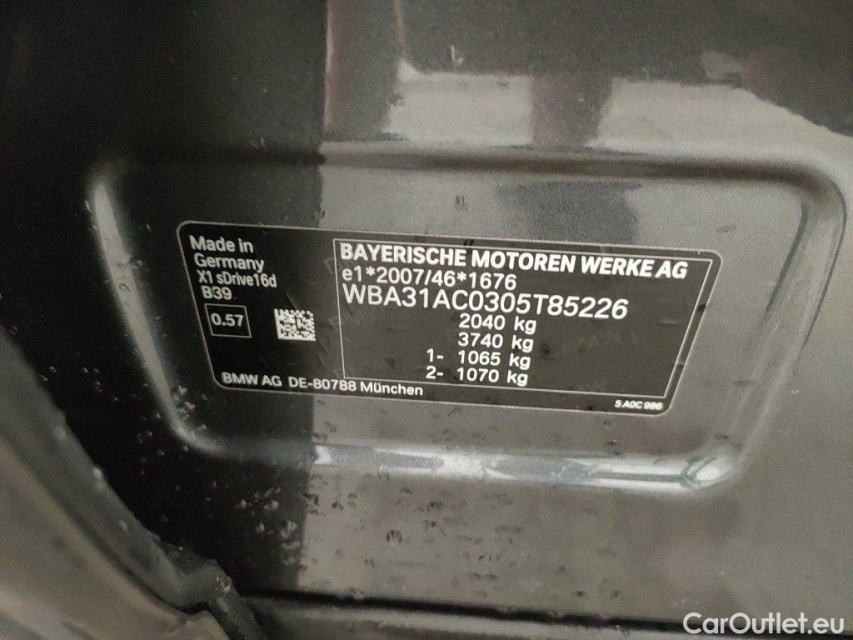 Made in
Germany
X1 sDrive16d
B39
0.57
BAYERISCHE MOTOREN WERKE AG
e1*2007/46*1676
WBA31AC0305T85226
2040 kg
3740 kg
1- 1065 kg
2- 1070 kg
BMW AG DE-80788 München
5 A0C 986
CarOutlet.eu